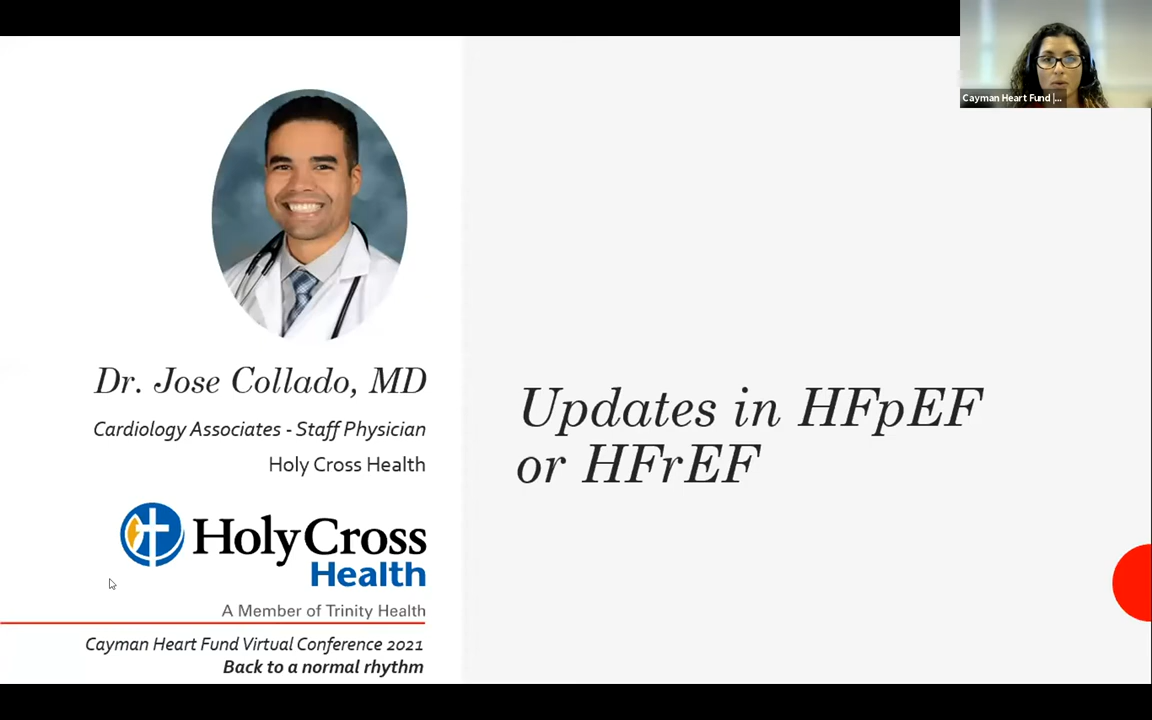 Cayman Heart Fund |...
Dr. Jose Collado, MD
Cardiology Associates - Staff Physician
Holy Cross Health
Holy Cross
Health
A Member of Trinity Health
Cayman Heart Fund Virtual Conference 2021
Back to a normal rhythm
Updates in HFpEF
or HFrEF